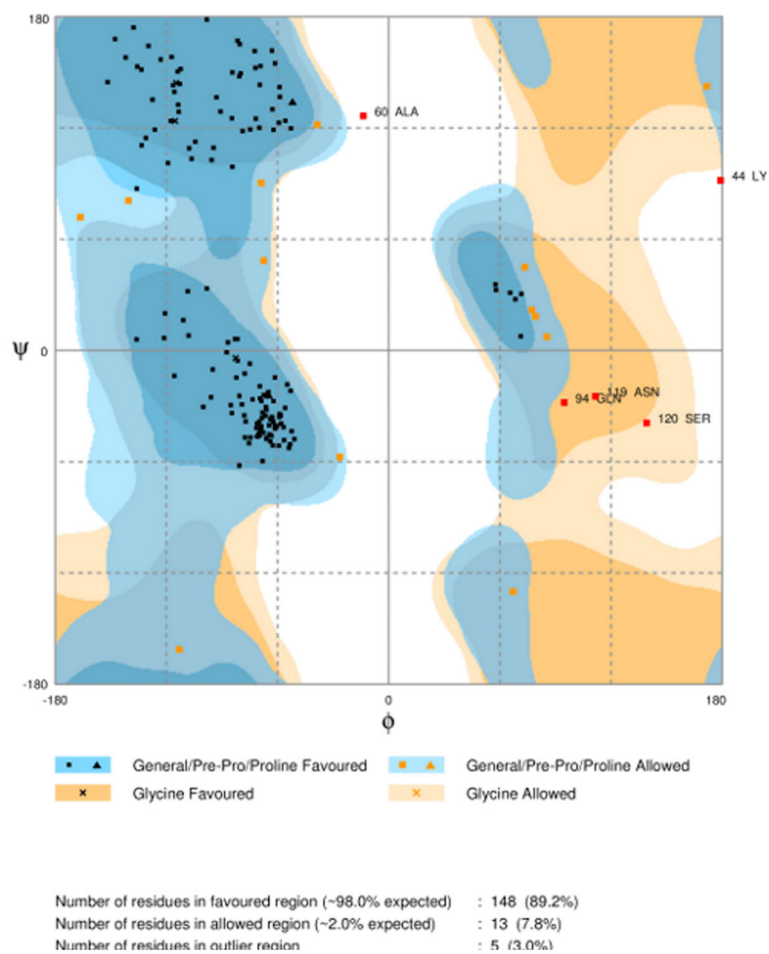 180
60 ALA
44 LY
ψ
0
119 ASN
94 GLN
120 SER
-180
-180
0
180
ϕ
General/Pre-Pro/Proline Favoured
General/Pre-Pro/Proline Allowed
Glycine Favoured
Glycine Allowed
Number of residues in favoured region (~98.0% expected) : 148 (89.2%)
Number of residues in allowed region (~2.0% expected) : 13 (7.8%)
Number of residues in outlier region : 5 (3.0%)